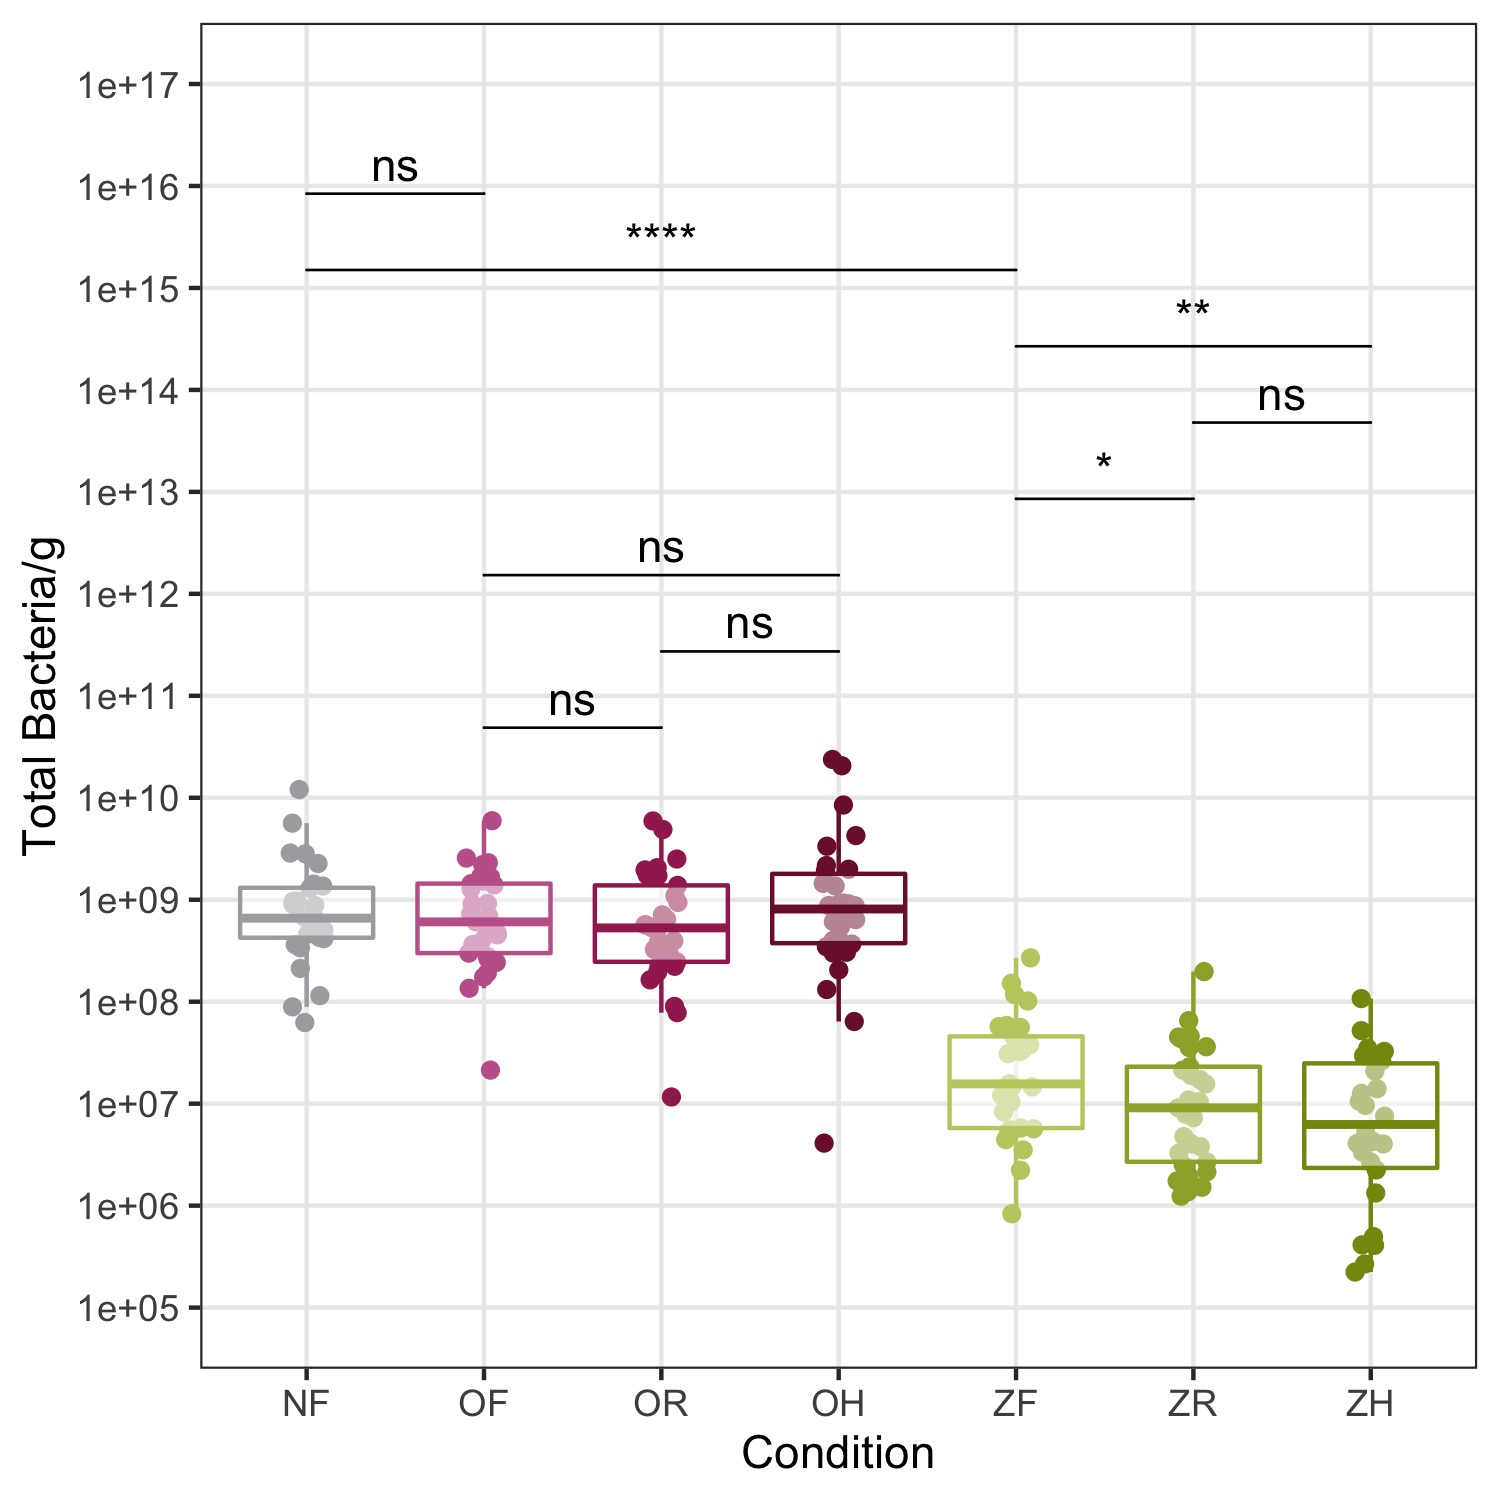 1e+17
1e+16
1e+15
1e+14
1e+13
1e+12
1e+11
1e+10
1e+09
1e+08
1e+07
1e+06
1e+05
Total Bacteria/g
ns
****
**
ns
*
ns
ns
ns
NF OF OR OH ZF ZR ZH
Condition